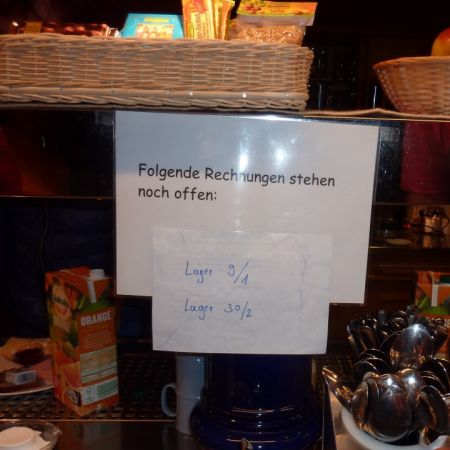 Folgende Rechnungen stehen
noch offen:
Lager 9/1
Lager 30/2
ORANGE